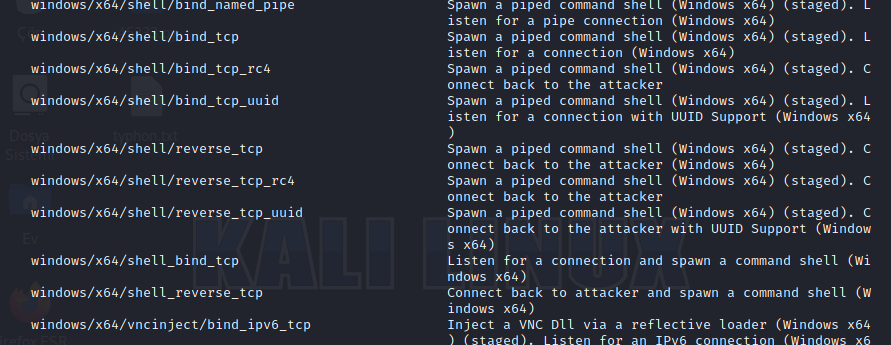 windows/x64/shell/bind_named_pipe Spawn a piped command shell (Windows x64) (staged). L
isten for a pipe connection (Windows x64)
windows/x64/shell/bind_tcp Spawn a piped command shell (Windows x64) (staged). L
isten for a connection (Windows x64)
windows/x64/shell/bind_tcp_rc4 Spawn a piped command shell (Windows x64) (staged). C
onnect back to the attacker
windows/x64/shell/bind_tcp_uuid Spawn a piped command shell (Windows x64) (staged). L
isten for a connection with UUID Support (Windows x64
)
windows/x64/shell/reverse_tcp Spawn a piped command shell (Windows x64) (staged). C
onnect back to the attacker (Windows x64)
windows/x64/shell/reverse_tcp_rc4 Spawn a piped command shell (Windows x64) (staged). C
onnect back to the attacker
windows/x64/shell/reverse_tcp_uuid Spawn a piped command shell (Windows x64) (staged). C
onnect back to the attacker with UUID Support (Window
s x64)
windows/x64/shell_bind_tcp Listen for a connection and spawn a command shell (Wi
ndows x64)
windows/x64/shell_reverse_tcp Connect back to attacker and spawn a command shell (W
indows x64)
windows/x64/vncinject/bind_ipv6_tcp Inject a VNC Dll via a reflective loader (Windows x64
) (staged). Listen for an IPv6 connection (Windows x6
Dosya
Sistemi
Ev
KALI LINUX